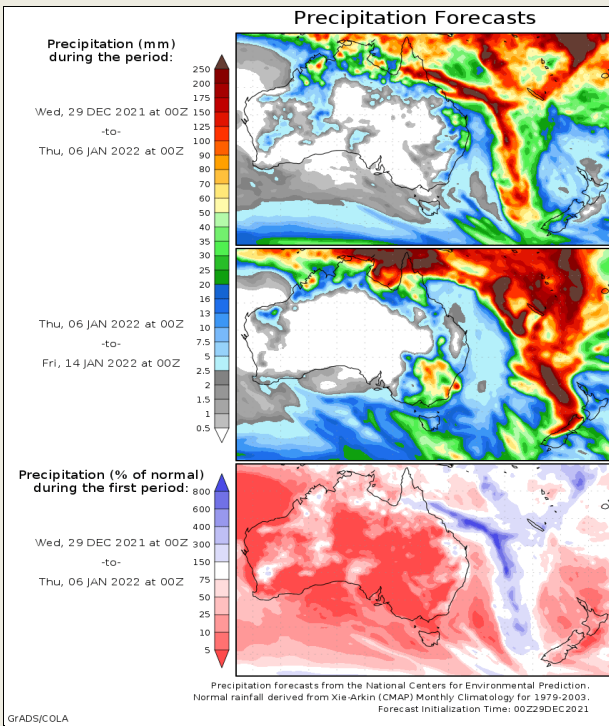 Precipitation Forecasts
Precipitation (mm)
during the period:
Wed, 29 DEC 2021 at 00Z
-to-
Thu, 06 JAN 2022 at 00Z
250
200
175
150
125
100
90
80
70
60
50
40
35
30
25
20
16
13
10
7.5
5
2.5
2
1.5
1
0.5
Thu, 06 JAN 2022 at 00Z
-to-
Fri, 14 JAN 2022 at 00Z
Precipitation (% of normal)
during the first period:
Wed, 29 DEC 2021 at 00Z
-to-
Thu, 06 JAN 2022 at 00Z
800
600
400
300
150
75
50
25
10
5
Precipitation forecasts from the National Centers for Environmental Prediction.
Normal rainfall derived from Xie-Arkin (CMAP) Monthly Climatology for 1979-2003.
Forecast Initialization Time: 00Z29DEC2021
GrADS/COLA